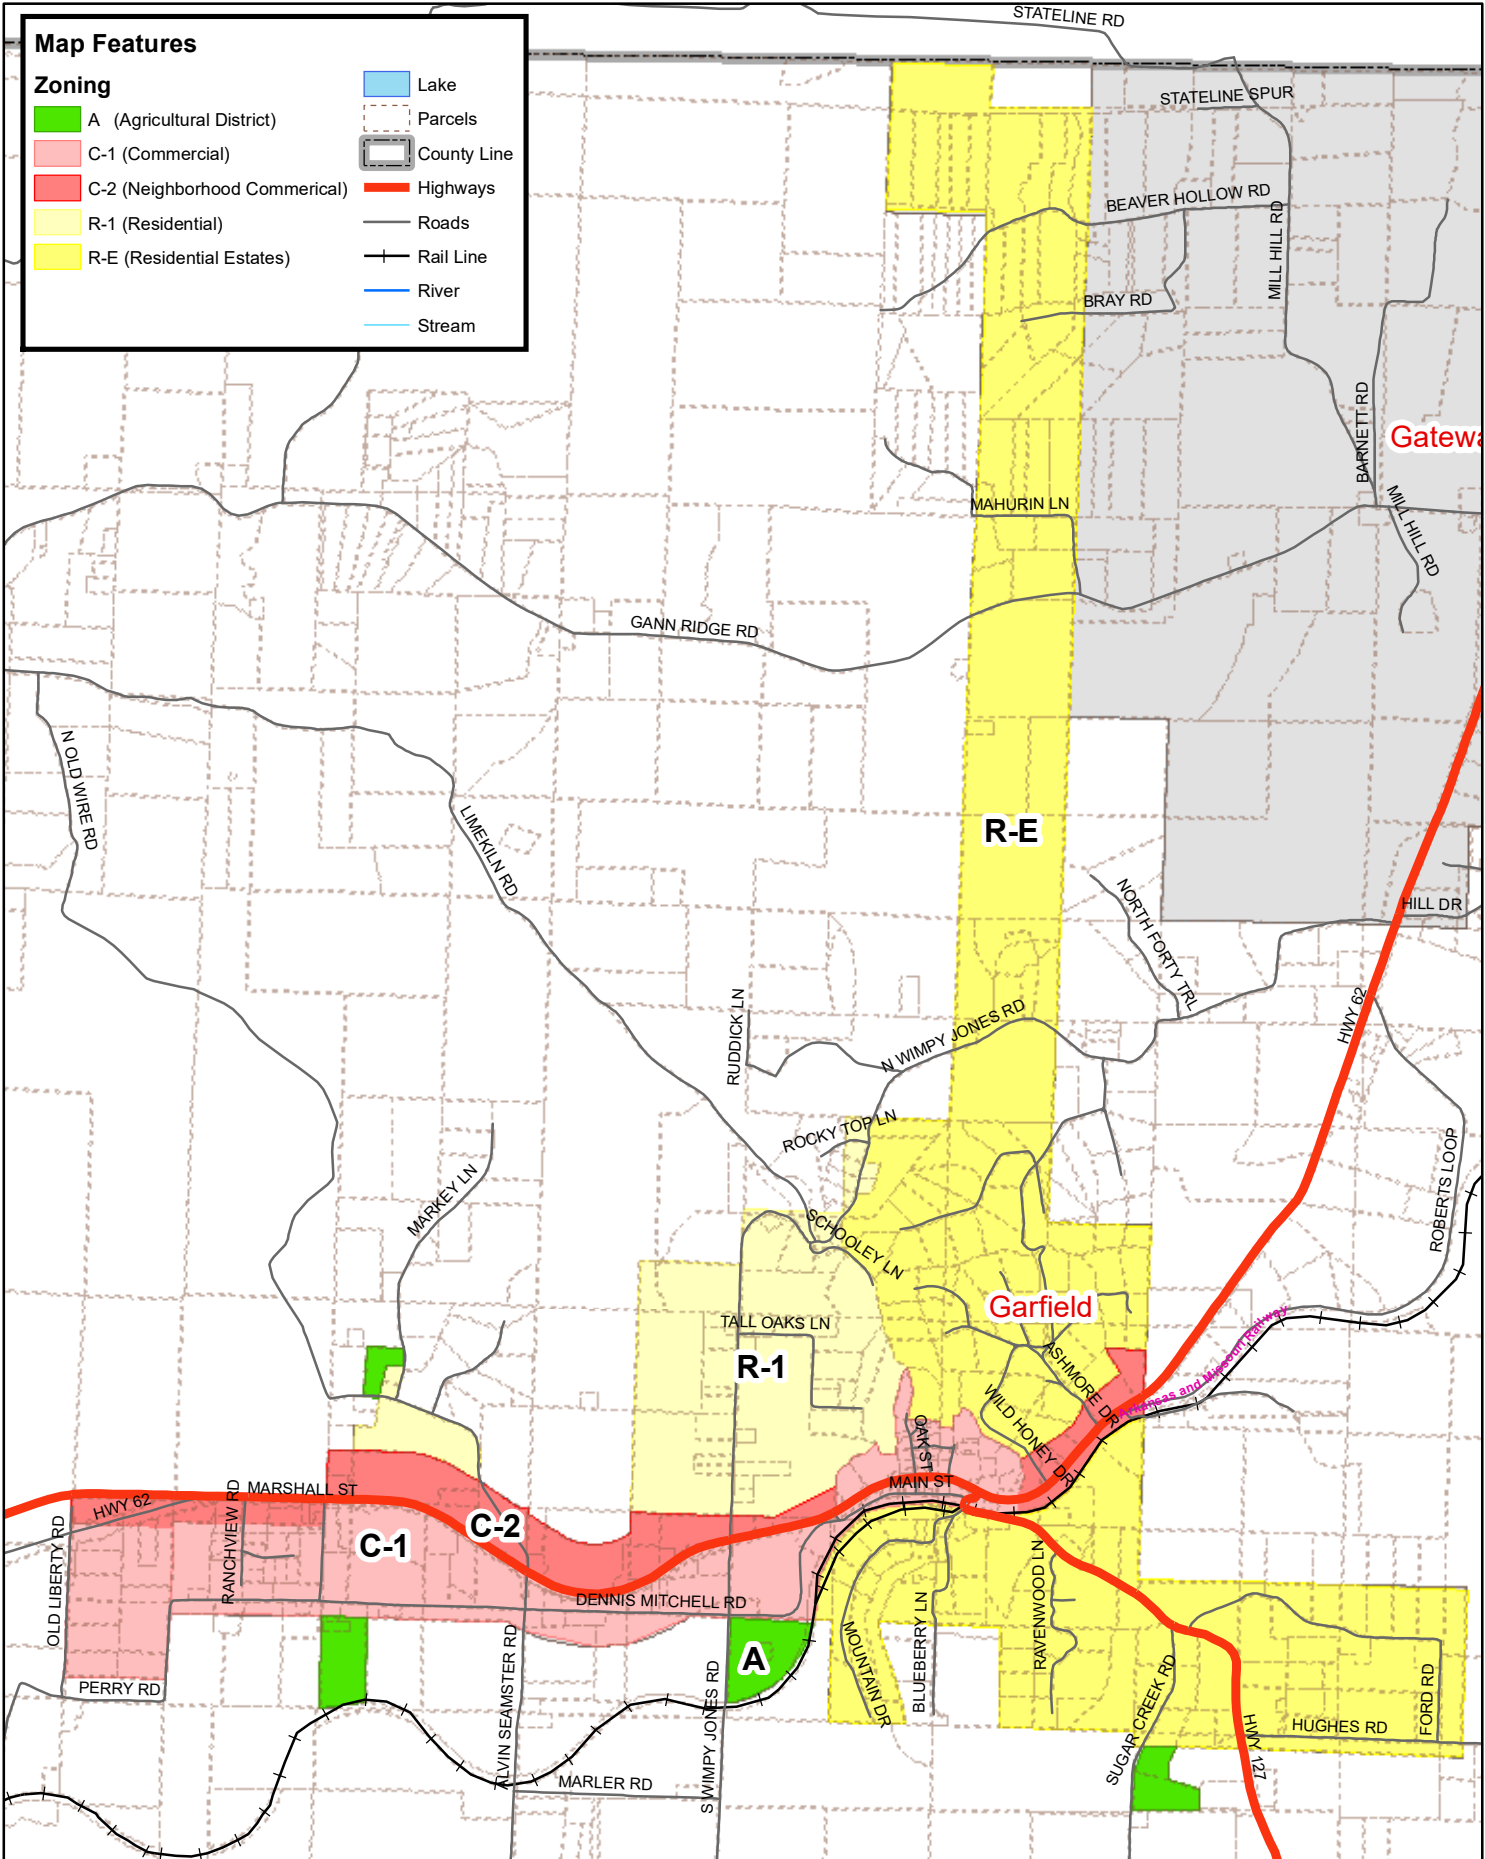 Map Features
Zoning
A (Agricultural District)
C-1 (Commercial)
C-2 (Neighborhood Commerical)
R-1 (Residential)
R-E (Residential Estates)
Lake
Parcels
County Line
Highways
Roads
Rail Line
River
Stream
STATELINE RD
STATELINE SPUR
BEAVER HOLLOW RD
MILL HILL RD
BRAY RD
BARNETT RD
Gatewa
MAHURIN LN
MILL HILL RD
GANN RIDGE RD
N OLD WIRE RD
LIMEKILN RD
R-E
NORTH FORTY TRL
HILL DR
HWY 62
RUDDICK LN
N WIMPY JONES RD
ROCKY TOP LN
MARKEY LN
SCHOOLEY LN
ROBERTS LOOP
Garfield
TALL OAKS LN
R-1
ASHMORE DR
Arkansas and Missouri Railway
WILD HONEY DR
OAK ST
MAIN ST
MARSHALL ST
HWY 62
RANCHVIEW RD
OLD LIBERTY RD
C-2
C-1
DENNIS MITCHELL RD
RAVENWOOD LN
BLUEBERRY LN
MOUNTAIN DR
A
PERRY RD
ALVIN SEAMSTER RD
S WIMPY JONES RD
MARLER RD
SUGAR CREEK RD
HWY 127
HUGHES RD
FORD RD